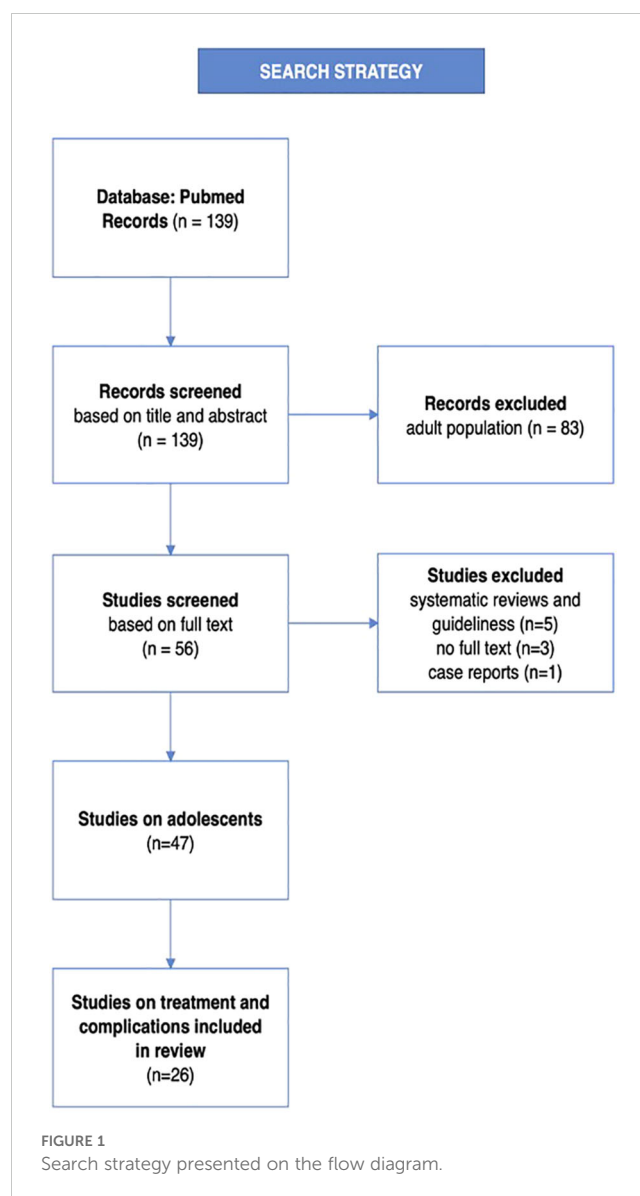 SEARCH STRATEGY
Database: Pubmed
Records (n = 139)
Records screened
based on title and abstract
(n = 139)
Records excluded
adult population (n = 83)
Studies screened
based on full text
(n = 56)
Studies excluded
systematic reviews and
guideliness (n=5)
no full text (n=3)
case reports (n=1)
Studies on adolescents
(n=47)
Studies on treatment and
complications included
in review
(n=26)
FIGURE 1
Search strategy presented on the flow diagram.